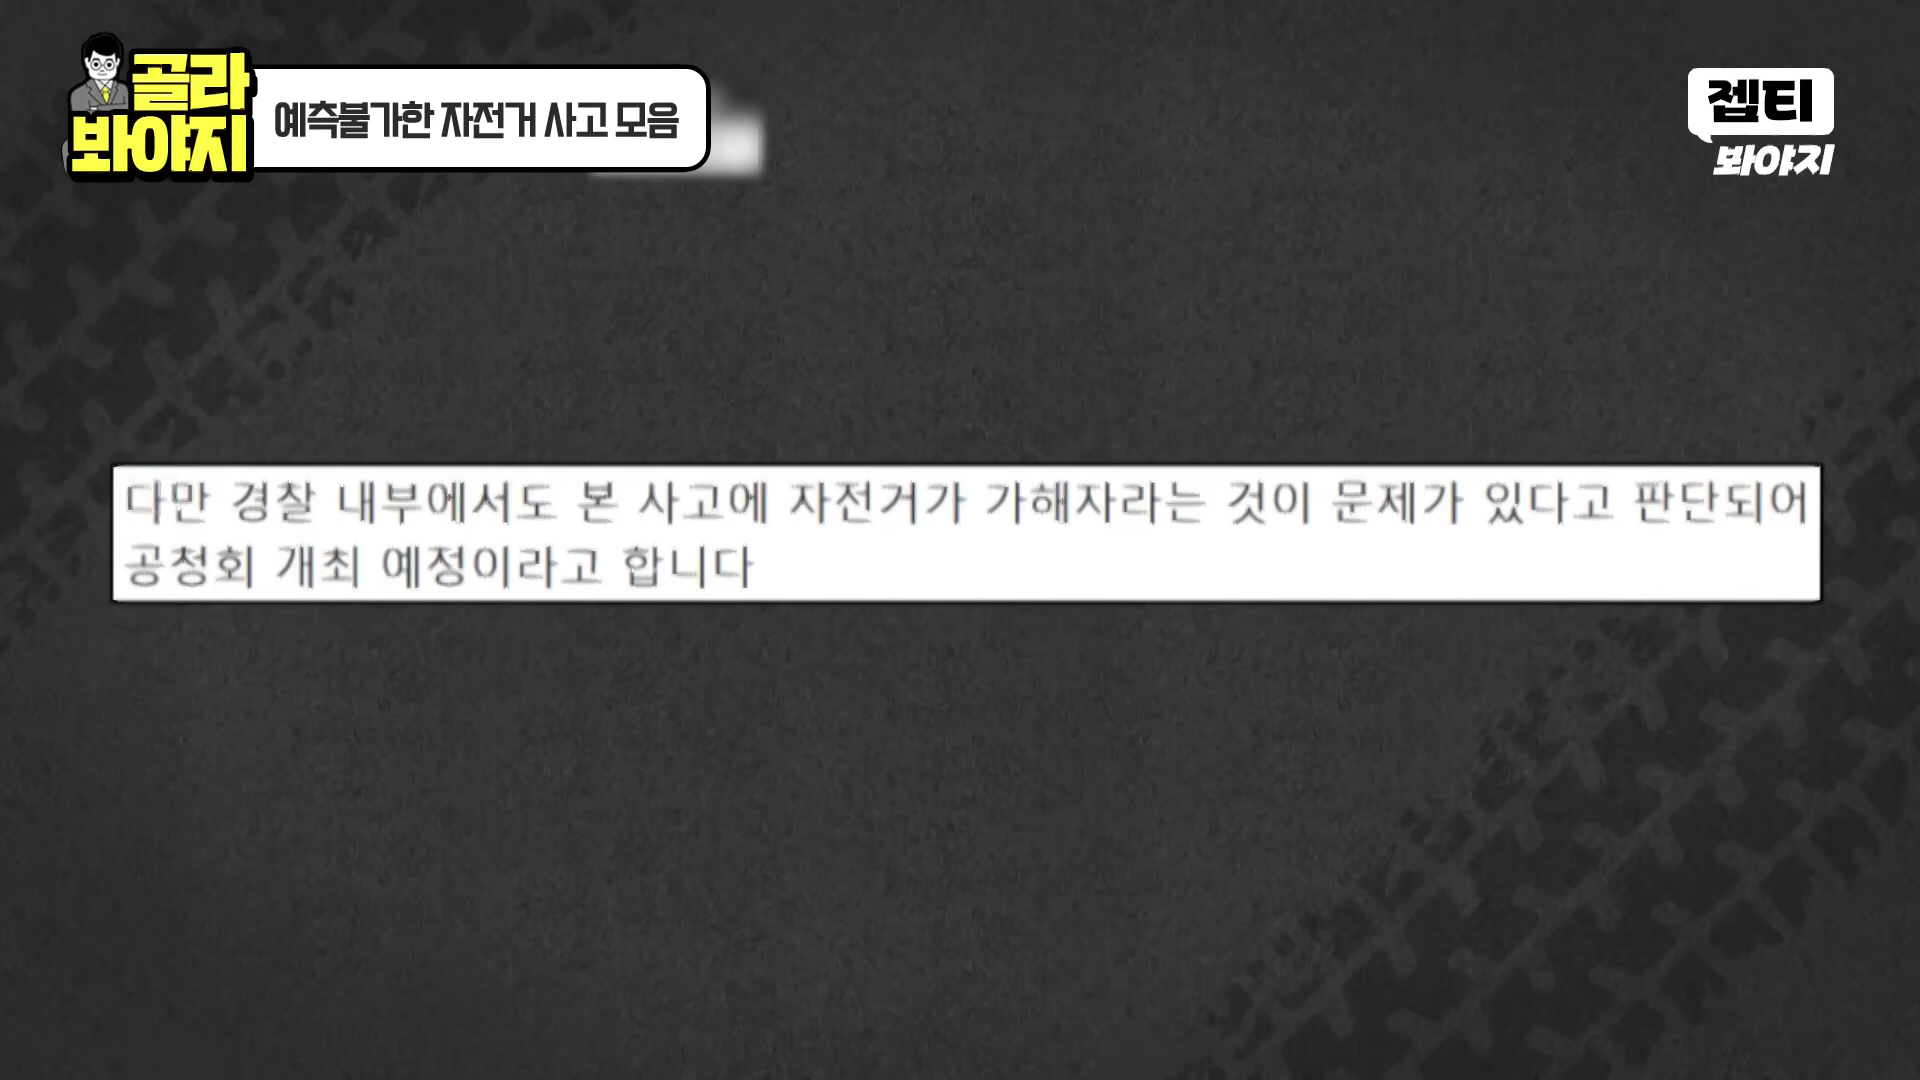 골라
봐야지
예측불가한 자전거 사고 모음
젭티
봐야지
다만 경찰 내부에서도 본 사고에 자전거가 가해자라는 것이 문제가 있다고 판단되어
공청회 개최 예정이라고 합니다